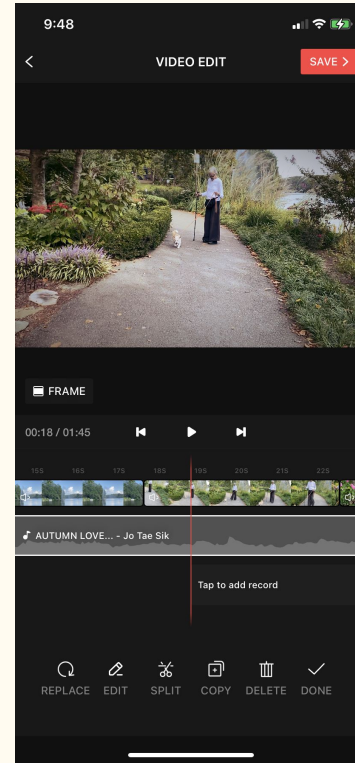 9:48
VIDEO EDIT
SAVE >
FRAME
00:18 / 01:45
15S 16S 17S 18S 19S 20S 21S 22S
AUTUMN LOVE... - Jo Tae Sik
Tap to add record
REPLACE EDIT SPLIT COPY DELETE DONE